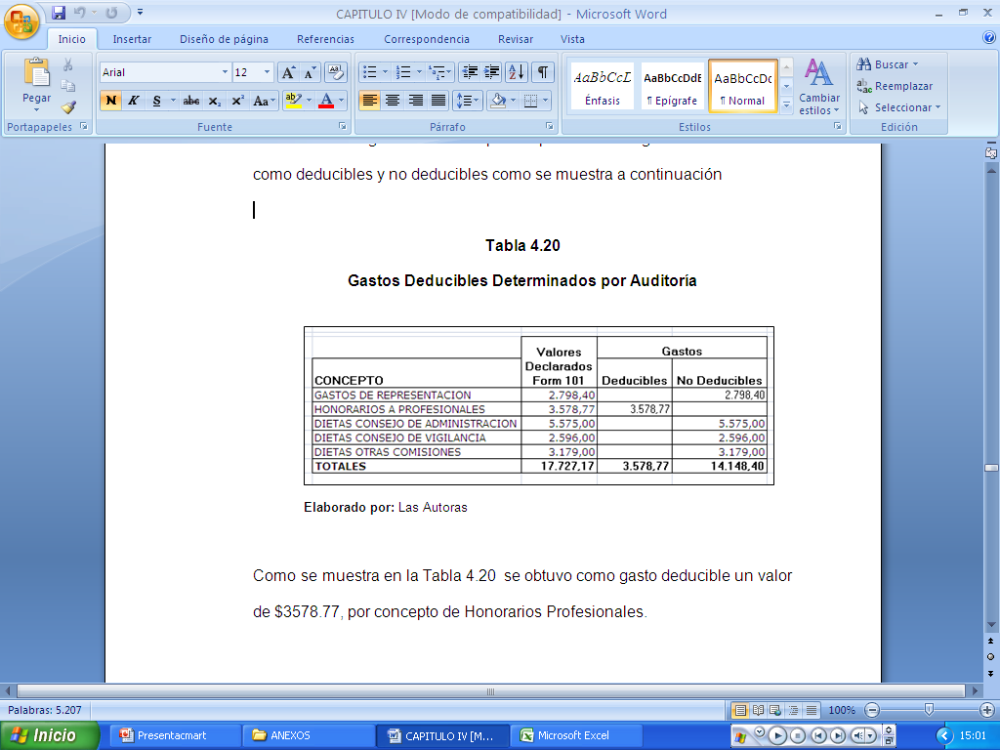 CAPITULO IV [Modo de compatibilidad] - Microsoft Word
Inicio Insertar Diseño de página Referencias Correspondencia Revisar Vista
Pegar
Portapapeles
Arial 12
N K S abe x₂ x² Aa ab A
Fuente
Párrafo
AaBbCcL AaBbCcDdE AaBbCcDc
Énfasis ¶ Epígrafe ¶ Normal
Cambiar estilos
Estilos
Buscar
Reemplazar
Seleccionar
Edición
como deducibles y no deducibles como se muestra a continuación
Tabla 4.20
Gastos Deducibles Determinados por Auditoría
CONCEPTO Valores Declarados Form 101 Gastos Deducibles No Deducibles
GASTOS DE REPRESENTACION 2.798,40 2.798,40
HONORARIOS A PROFESIONALES 3.578,77 3.578,77
DIETAS CONSEJO DE ADMINISTRACION 5.575,00 5.575,00
DIETAS CONSEJO DE VIGILANCIA 2.596,00 2.596,00
DIETAS OTRAS COMISIONES 3.179,00 3.179,00
TOTALES 17.727,17 3.578,77 14.148,40
Elaborado por: Las Autoras
Como se muestra en la Tabla 4.20 se obtuvo como gasto deducible un valor
de $3578.77, por concepto de Honorarios Profesionales.
Palabras: 5.207 100%
Inicio Presentacmart ANEXOS CAPITULO IV [M... Microsoft Excel 15:01